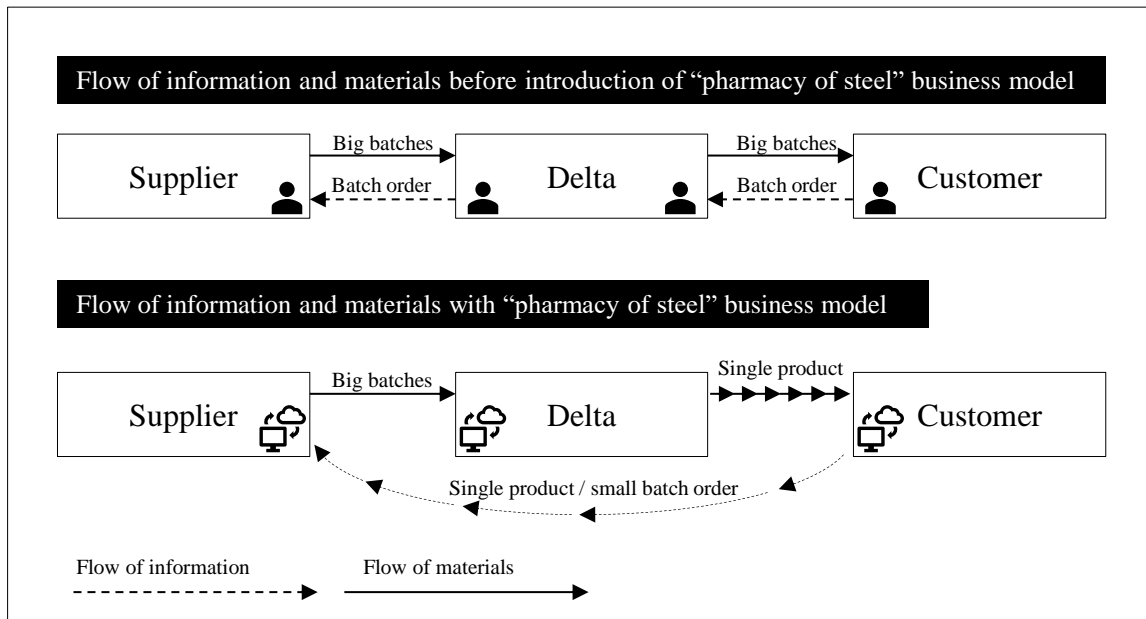 Flow of information and materials before introduction of “pharmacy of steel” business model
Big batches
Big batches
Supplier
Delta
Customer
Batch order
Batch order
Flow of information and materials with “pharmacy of steel” business model
Single product
Big batches
Supplier
Delta
Customer
Single product / small batch order
Flow of information
Flow of materials